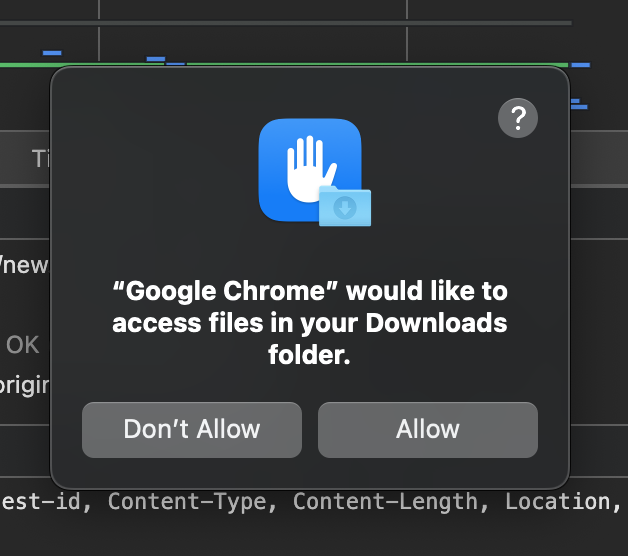 ?
Ti
/new
“Google Chrome” would like to
access files in your Downloads
folder.
OK
origin
Don’t Allow
Allow
est-id, Content-Type, Content-Length, Location,